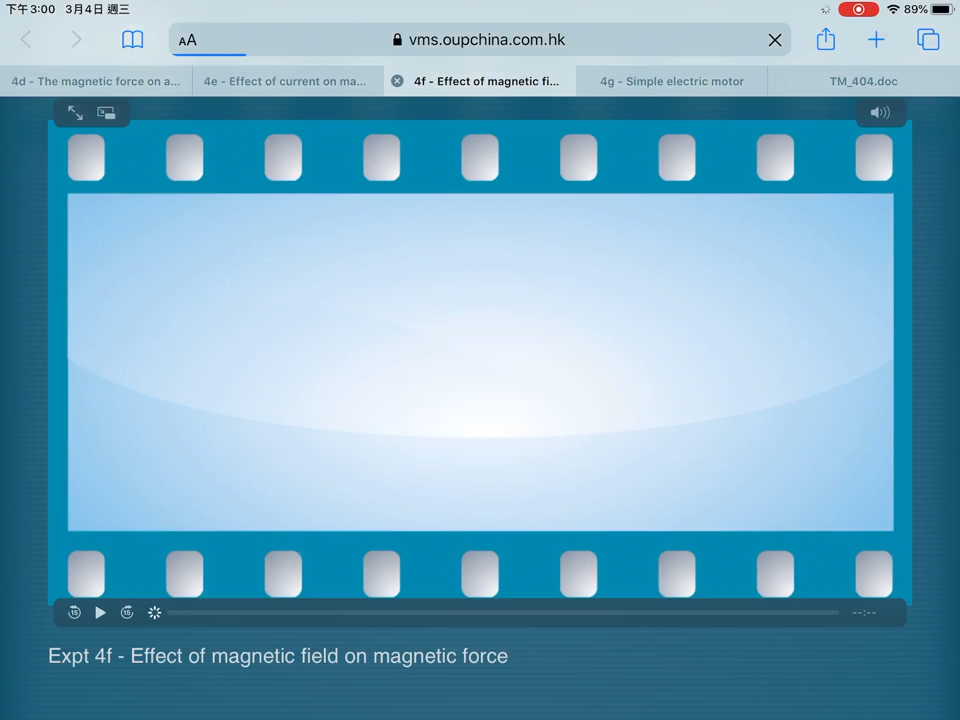 下午3:00 3月4日 週三
89%
AA
vms.oupchina.com.hk
4d - The magnetic force on a...
4e - Effect of current on ma...
4f - Effect of magnetic fi...
4g - Simple electric motor
TM_404.doc
15
15
--:--
Expt 4f - Effect of magnetic field on magnetic force